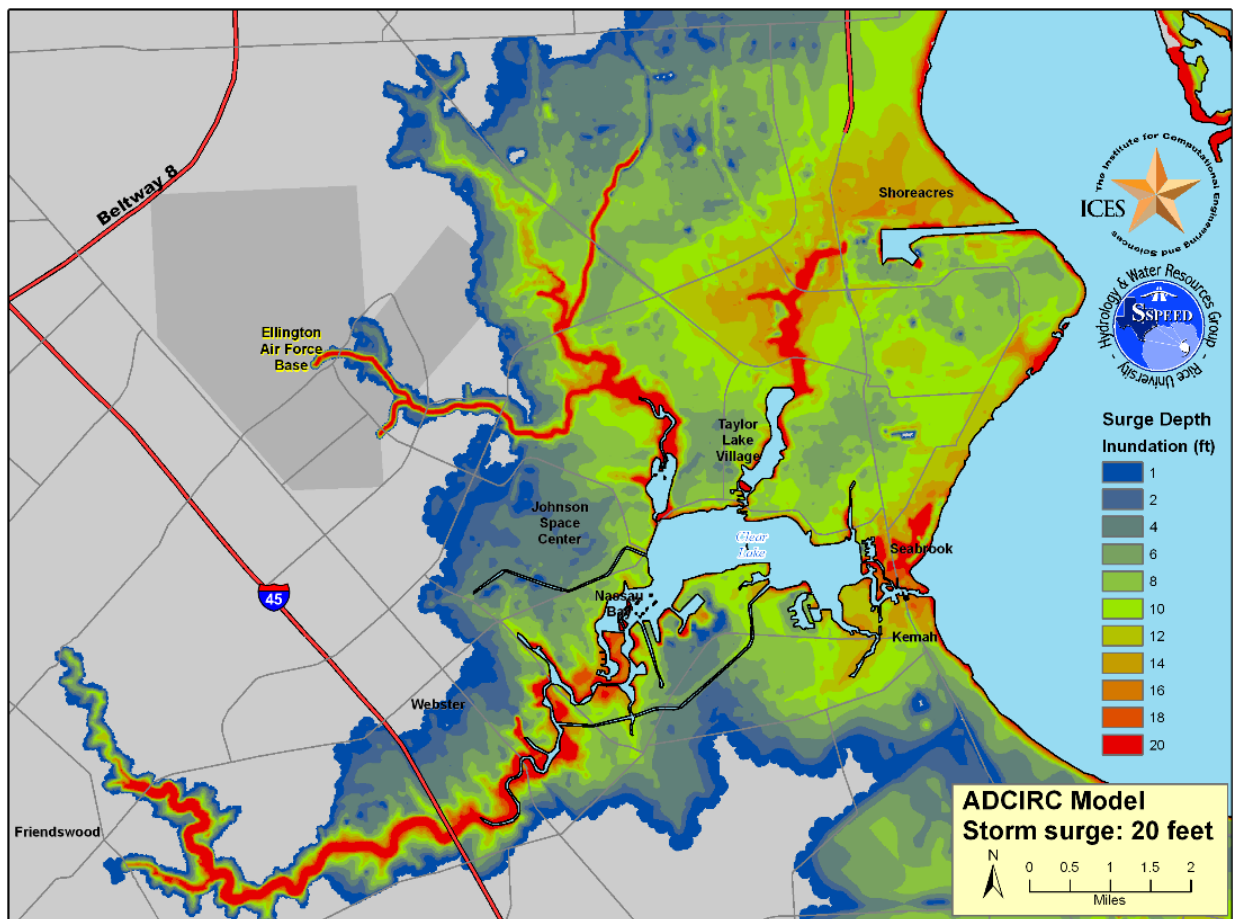 Beltway 8
Shoreacres
The Institute for Computational Engineering and Sciences
ICES
Hydrology & Water Resources Group - Rice University -
SSPEED
Ellington
Air Force
Base
Taylor
Lake
Village
Johnson
Space
Center
Clear
Lake
Seabrook
Nassau
Bay
Kemah
45
Webster
Friendswood
Surge Depth
Inundation (ft)
1
2
4
6
8
10
12
14
16
18
20
ADCIRC Model
Storm surge: 20 feet
N
0 0.5 1 1.5 2
Miles